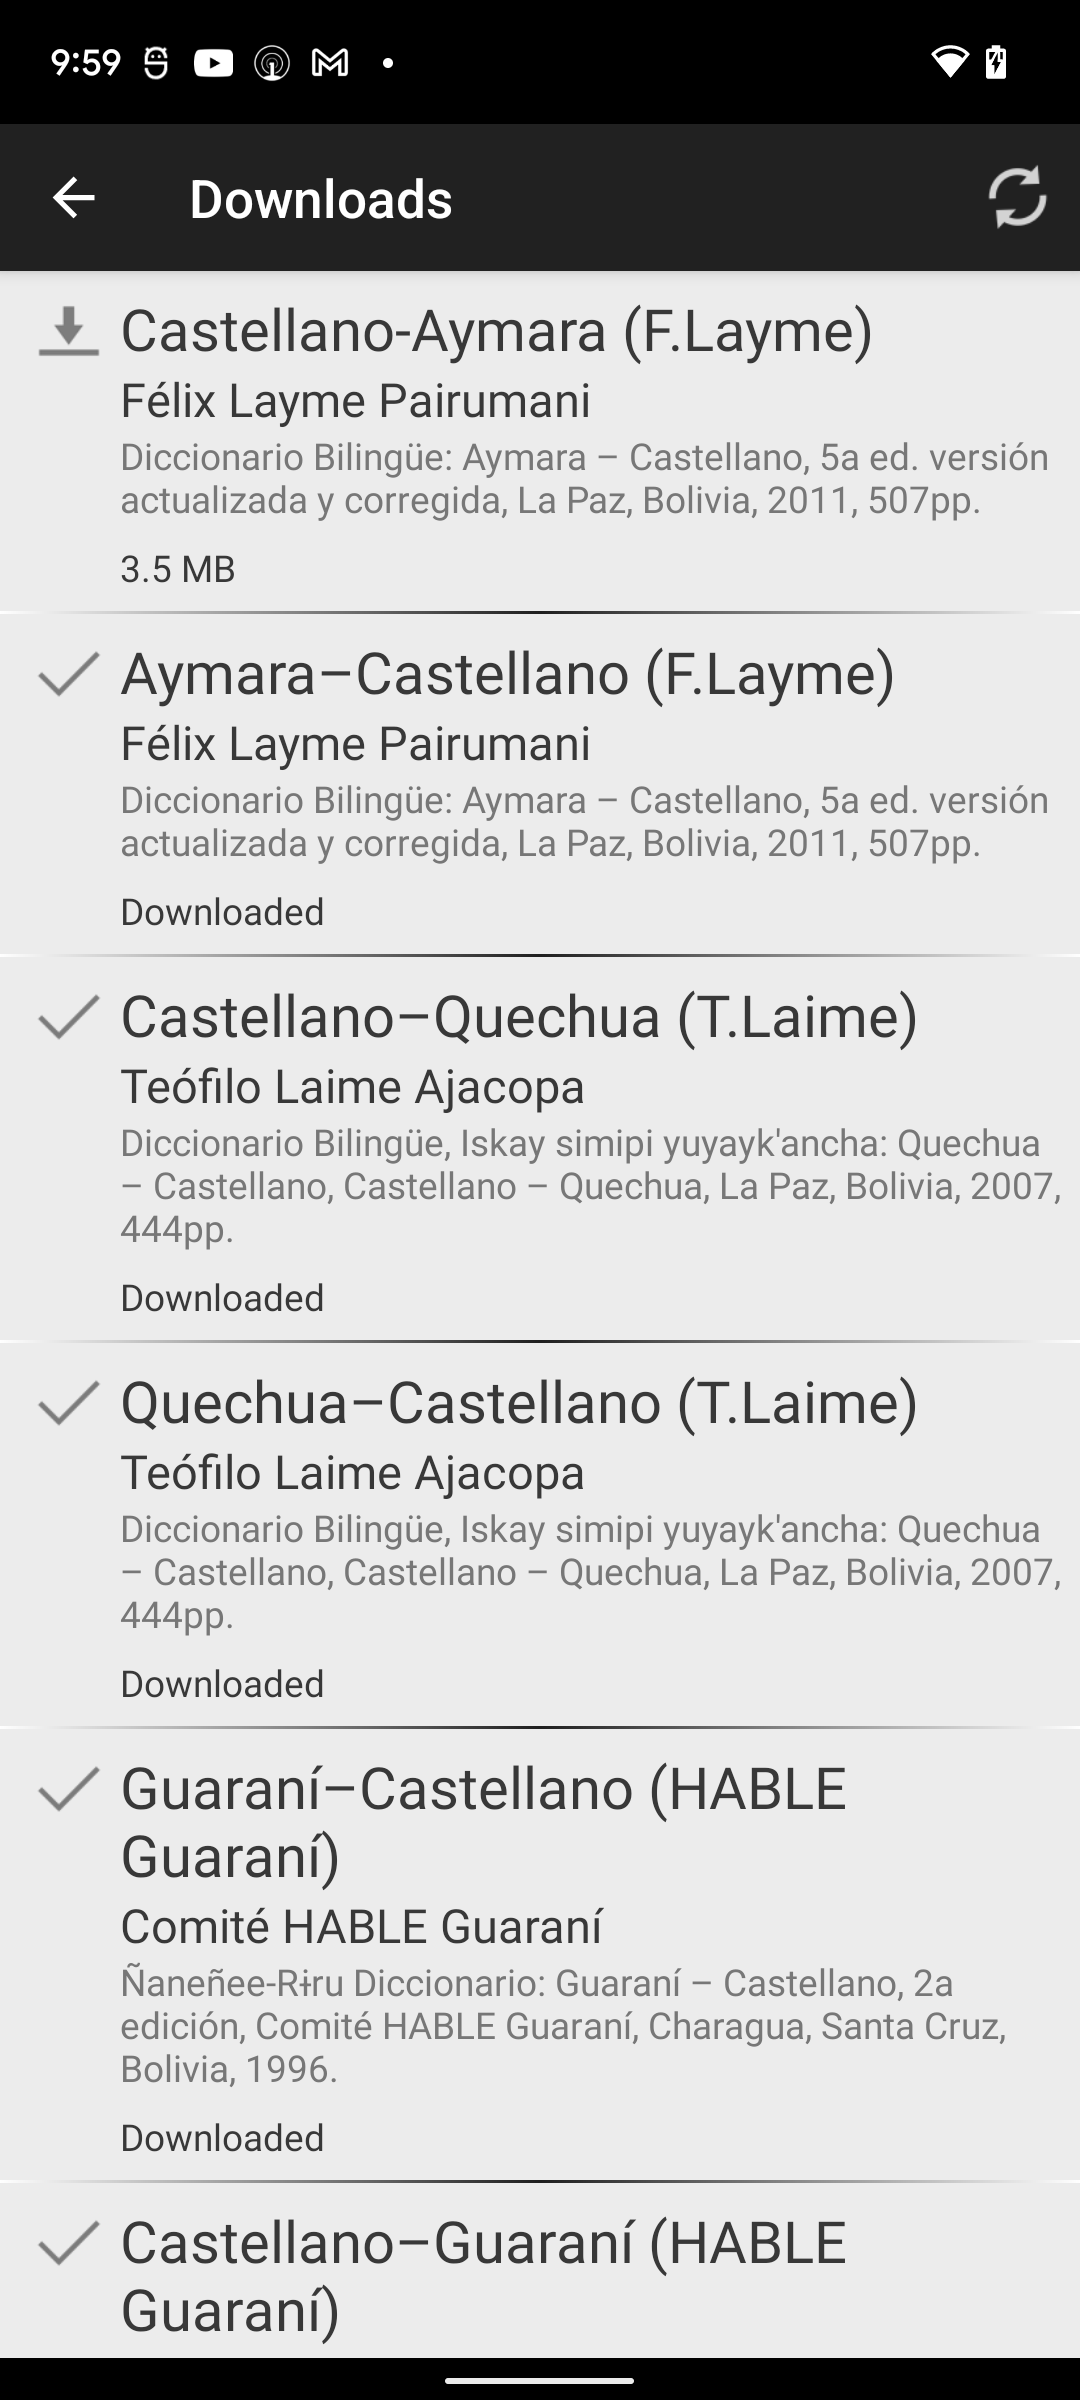 9:59
Downloads
Castellano-Aymara (F.Layme)
Félix Layme Pairumani
Diccionario Bilingüe: Aymara – Castellano, 5a ed. versión
actualizada y corregida, La Paz, Bolivia, 2011, 507pp.
3.5 MB
Aymara–Castellano (F.Layme)
Félix Layme Pairumani
Diccionario Bilingüe: Aymara – Castellano, 5a ed. versión
actualizada y corregida, La Paz, Bolivia, 2011, 507pp.
Downloaded
Castellano–Quechua (T.Laime)
Teófilo Laime Ajacopa
Diccionario Bilingüe, Iskay simipi yuyayk'ancha: Quechua
– Castellano, Castellano – Quechua, La Paz, Bolivia, 2007,
444pp.
Downloaded
Quechua–Castellano (T.Laime)
Teófilo Laime Ajacopa
Diccionario Bilingüe, Iskay simipi yuyayk'ancha: Quechua
– Castellano, Castellano – Quechua, La Paz, Bolivia, 2007,
444pp.
Downloaded
Guaraní–Castellano (HABLE
Guaraní)
Comité HABLE Guaraní
Ñaneñee-Rɨru Diccionario: Guaraní – Castellano, 2a
edición, Comité HABLE Guaraní, Charagua, Santa Cruz,
Bolivia, 1996.
Downloaded
Castellano–Guaraní (HABLE
Guaraní)